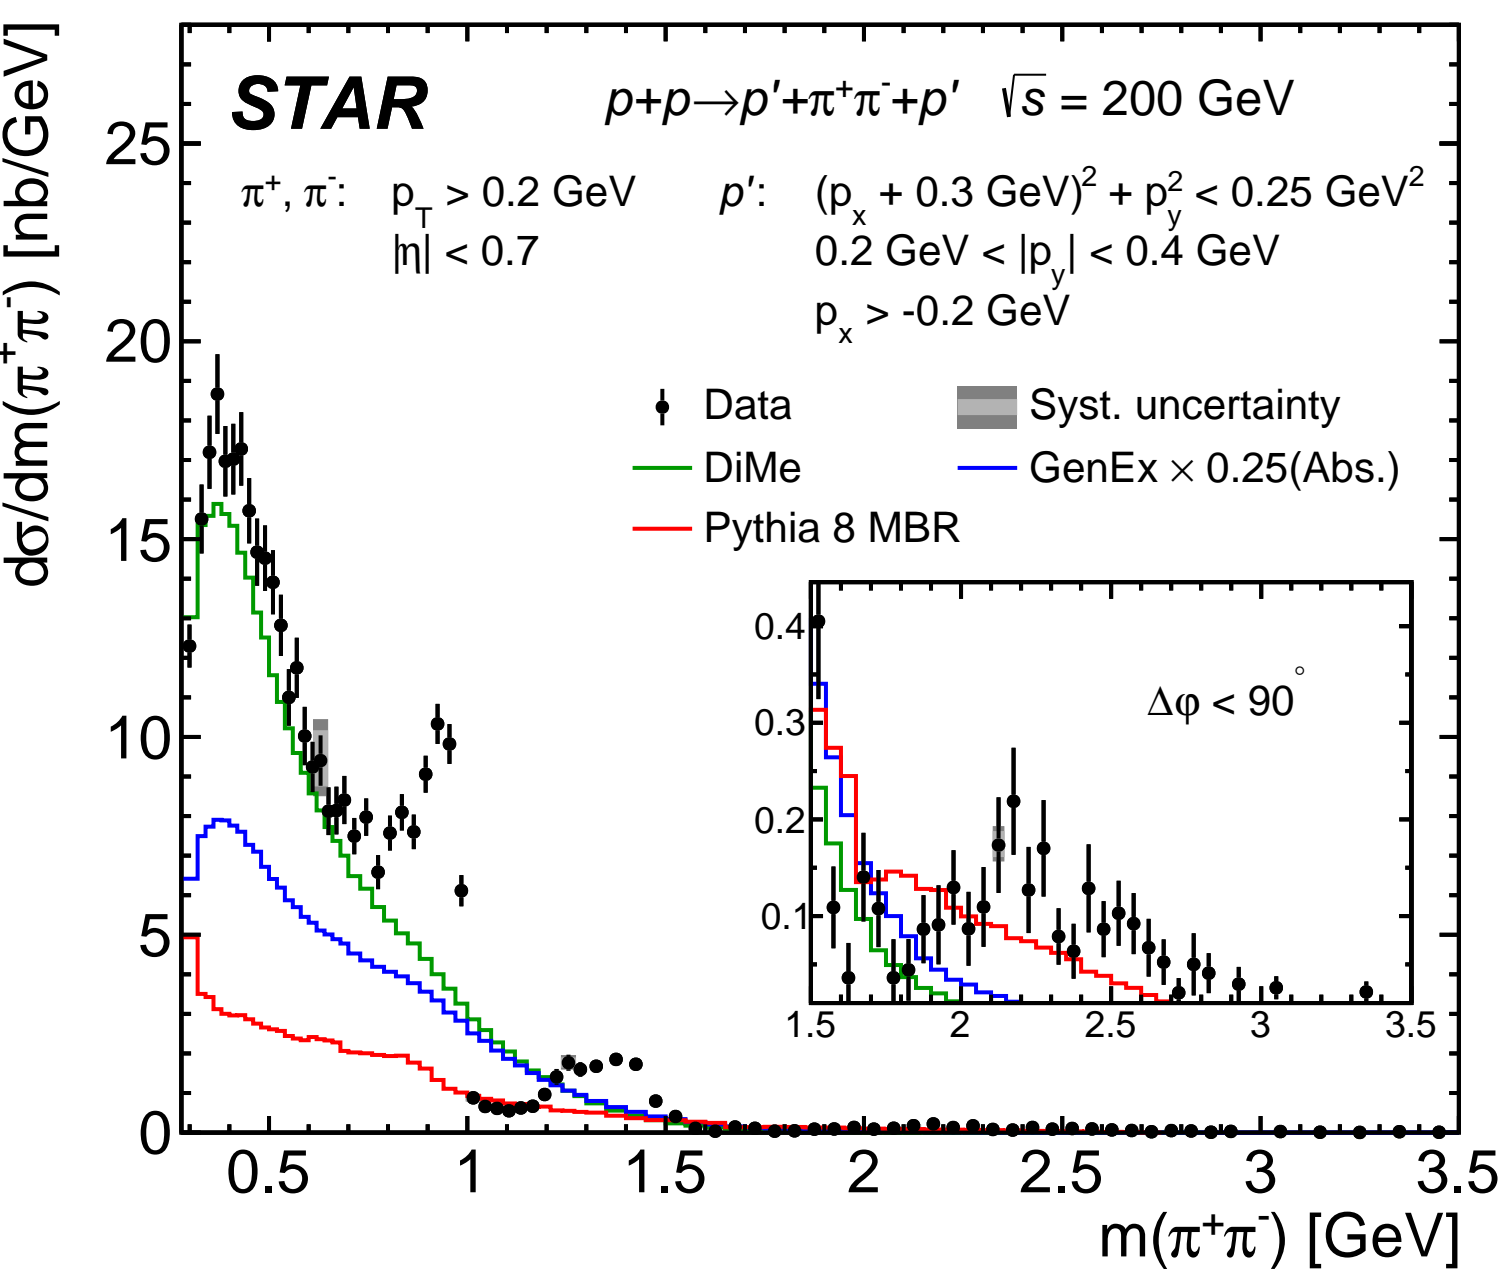 STAR p+p→p′+π⁺π⁻+p′ √s = 200 GeV
π⁺, π⁻: p_T > 0.2 GeV p′: (p_x + 0.3 GeV)² + p_y² < 0.25 GeV²
|η| < 0.7 0.2 GeV < |p_y| < 0.4 GeV
p_x > -0.2 GeV
Data Syst. uncertainty
DiMe GenEx × 0.25(Abs.)
Pythia 8 MBR
dσ/dm(π⁺π⁻) [nb/GeV]
25
20
15
10
5
0
0.5 1 1.5 2 2.5 3 3.5
m(π⁺π⁻) [GeV]
Δφ < 90°
0.4
0.3
0.2
0.1
1.5 2 2.5 3 3.5